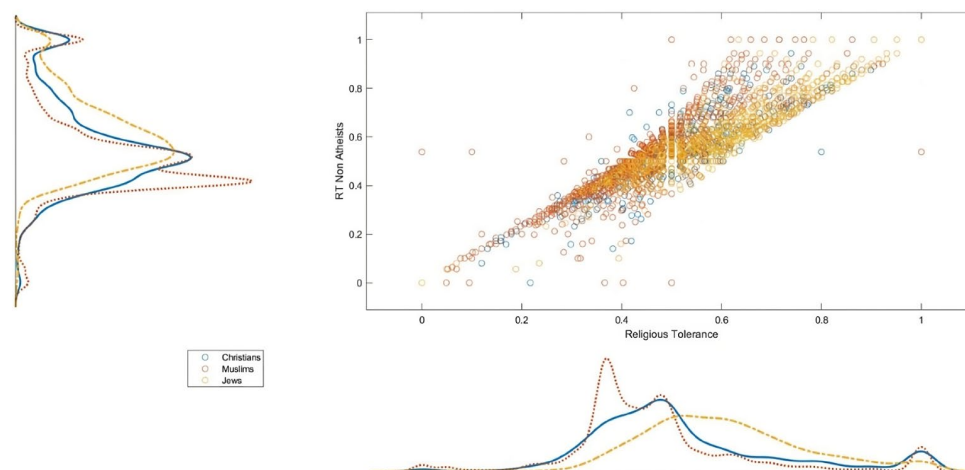 1
0.8
0.6
0.4
0.2
0
RT Non Atheists
0 0.2 0.4 0.6 0.8 1
Religious Tolerance
Christians
Muslims
Jews